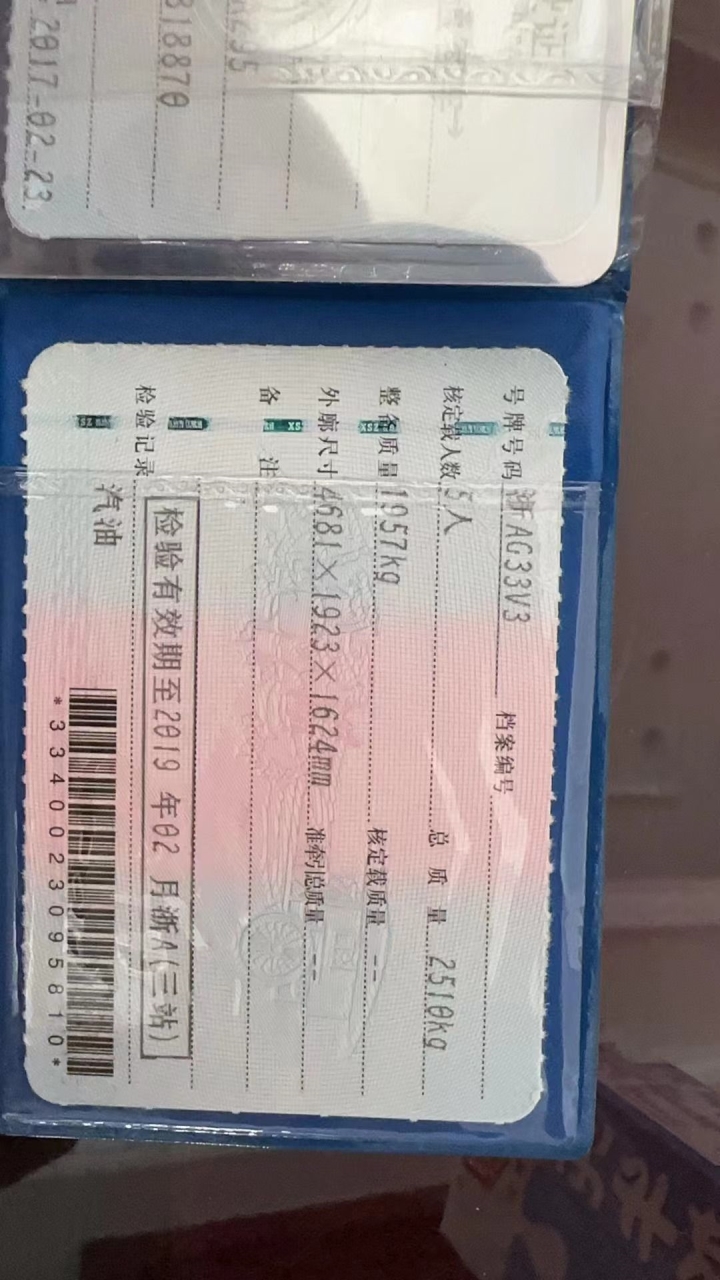 证
818870
2017-02-23
号牌号码 浙AG33V3 档案编号
核定载人数 5人 总质量 2510kg
整备质量 1957kg 核定载质量 --
外廓尺寸 4681×1923×1624mm 准牵引总质量 --
备注
检验记录 检验有效期至2019 年02 月浙A(三站)
汽油
*3340023095810*